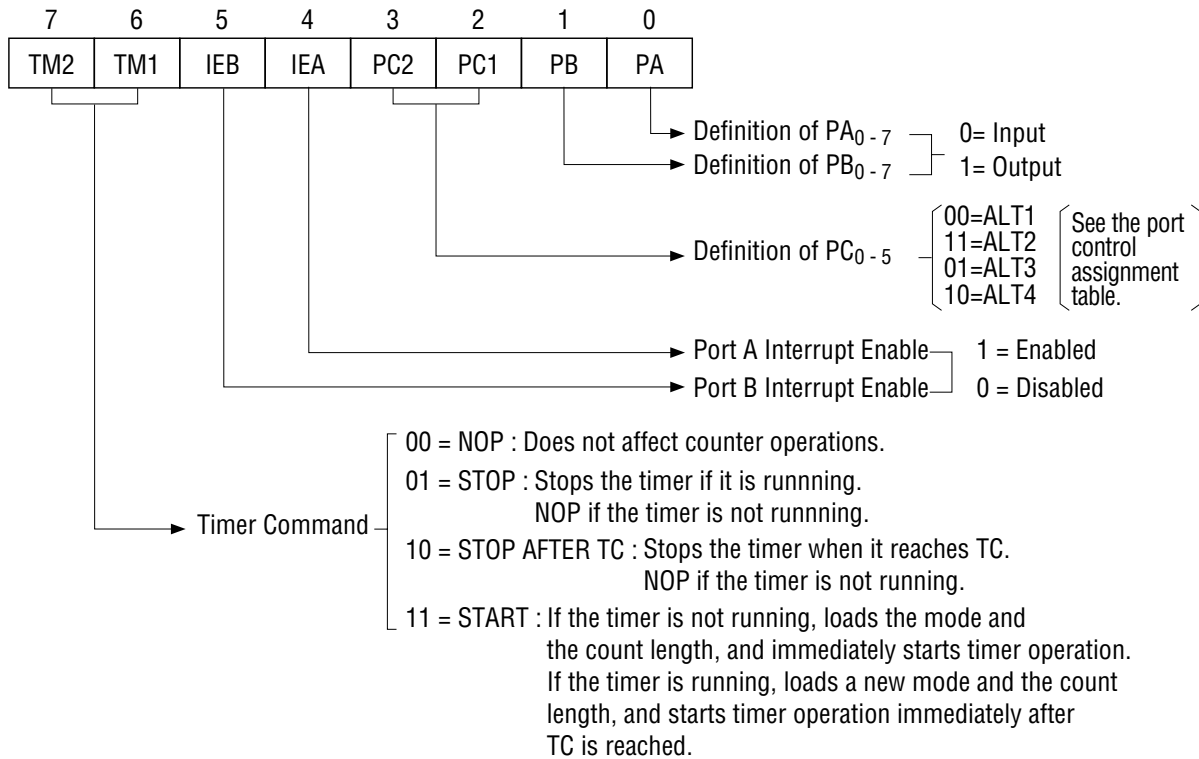 7 6 5 4 3 2 1 0
TM2 TM1 IEB IEA PC2 PC1 PB PA
Definition of PA0 - 7
0= Input
Definition of PB0 - 7
1= Output
Definition of PC0 - 5
00=ALT1
11=ALT2
01=ALT3
10=ALT4
See the port
control
assignment
table.
Port A Interrupt Enable
1 = Enabled
Port B Interrupt Enable
0 = Disabled
Timer Command
00 = NOP : Does not affect counter operations.
01 = STOP : Stops the timer if it is runnning.
NOP if the timer is not runnning.
10 = STOP AFTER TC : Stops the timer when it reaches TC.
NOP if the timer is not running.
11 = START : If the timer is not running, loads the mode and
the count length, and immediately starts timer operation.
If the timer is running, loads a new mode and the count
length, and starts timer operation immediately after
TC is reached.